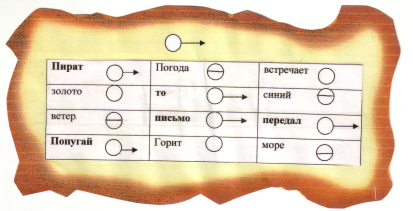 Пират Погода встречает
золото то синий
ветер письмо передал
Попугай Горит море